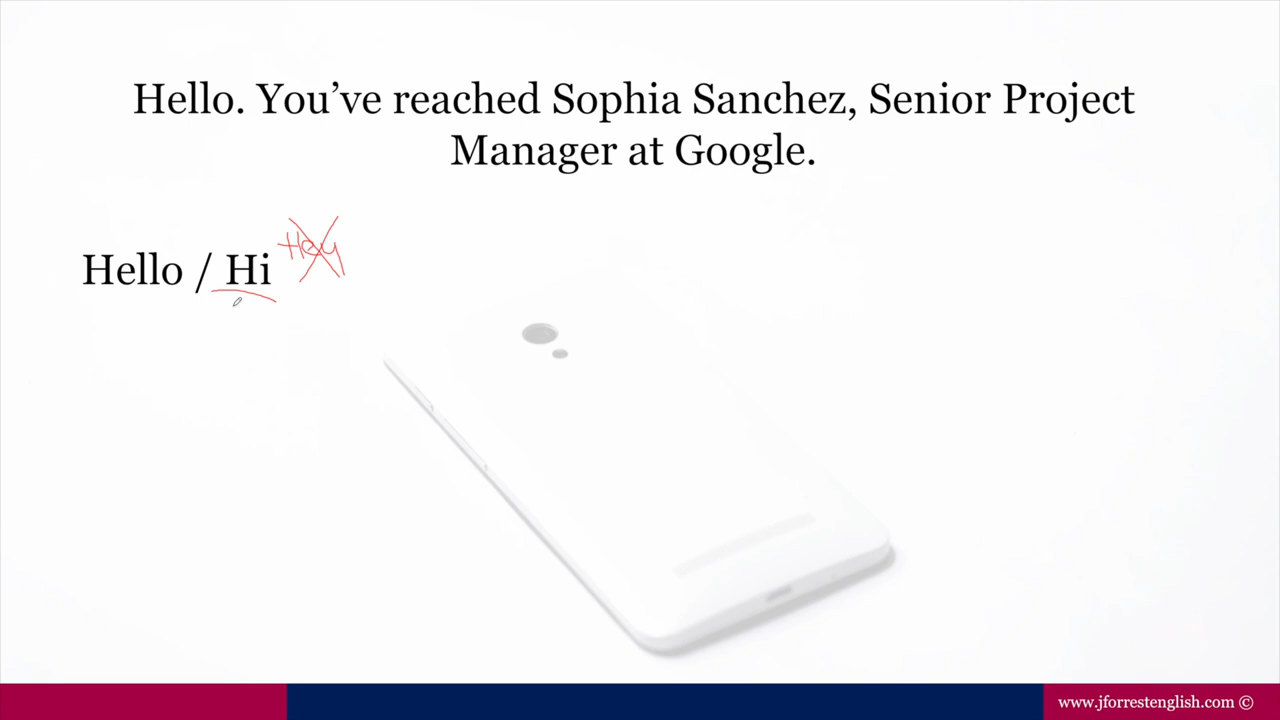 Hello. You've reached Sophia Sanchez, Senior Project
Manager at Google.
Hey
Hello / Hi
www.jforrestenglish.com ©